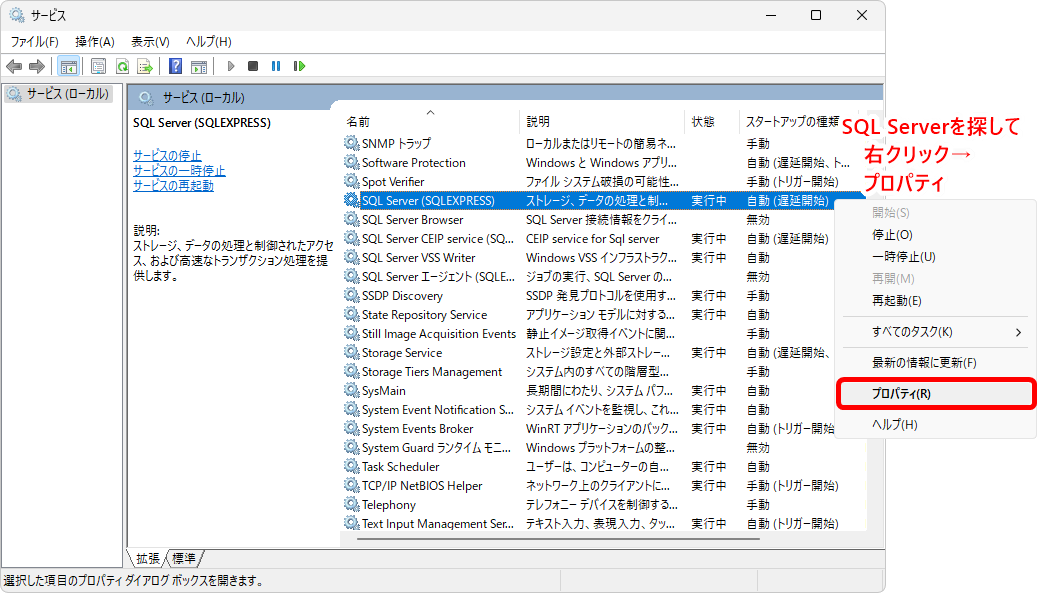 サービス
ファイル(F) 操作(A) 表示(V) ヘルプ(H)
サービス (ローカル)
サービス (ローカル)
SQL Server (SQLEXPRESS)
サービスの停止
サービスの一時停止
サービスの再起動
説明:
ストレージ、データの処理と制御されたアクセ
ス、および高速なトランザクション処理を提
供します。
名前 説明 状態 スタートアップの種類
SNMP トラップ ローカルまたはリモートの簡易ネ... 手動
Software Protection Windows と Windows アプリ... 自動 (遅延開始、ト...
Spot Verifier ファイル システム破損の可能性... 手動 (トリガー開始)
SQL Server (SQLEXPRESS) ストレージ、データの処理と制... 実行中 自動 (遅延開始)
SQL Server Browser SQL Server 接続情報をクライ... 無効
SQL Server CEIP service (SQ... CEIP service for Sql server 実行中 自動 (遅延開始)
SQL Server VSS Writer Windows VSS インフラストラク... 実行中 自動
SQL Server エージェント (SQLE... ジョブの実行、SQL Server の... 無効
SSDP Discovery SSDP 発見プロトコルを使用す... 実行中 手動
State Repository Service アプリケーション モデルに対する... 実行中 自動
Still Image Acquisition Events 静止イメージ取得イベントに関... 手動
Storage Service ストレージ設定と外部ストレー... 実行中 自動 (遅延開始、
Storage Tiers Management システム内のすべての階層型... 手動
SysMain 長期間にわたり、システム パフ... 実行中 自動
System Event Notification S... システム イベントを監視し、これ... 実行中 自動
System Events Broker WinRT アプリケーションのバック... 実行中 自動 (トリガー開始
System Guard ランタイム モニ... Windows プラットフォームの整... 無効
Task Scheduler ユーザーは、コンピューターの自... 実行中 自動
TCP/IP NetBIOS Helper ネットワーク上のクライアントに... 実行中 手動 (トリガー開始)
Telephony テレフォニー デバイスを制御する... 手動
Text Input Management Ser... テキスト入力、表現入力、タッ... 実行中 自動 (トリガー開始)
拡張 標準
選択した項目のプロパティ ダイアログ ボックスを開きます。
SQL Serverを探して
右クリック→
プロパティ
開始(S)
停止(O)
一時停止(U)
再開(M)
再起動(E)
すべてのタスク(K)
最新の情報に更新(F)
プロパティ(R)
ヘルプ(H)